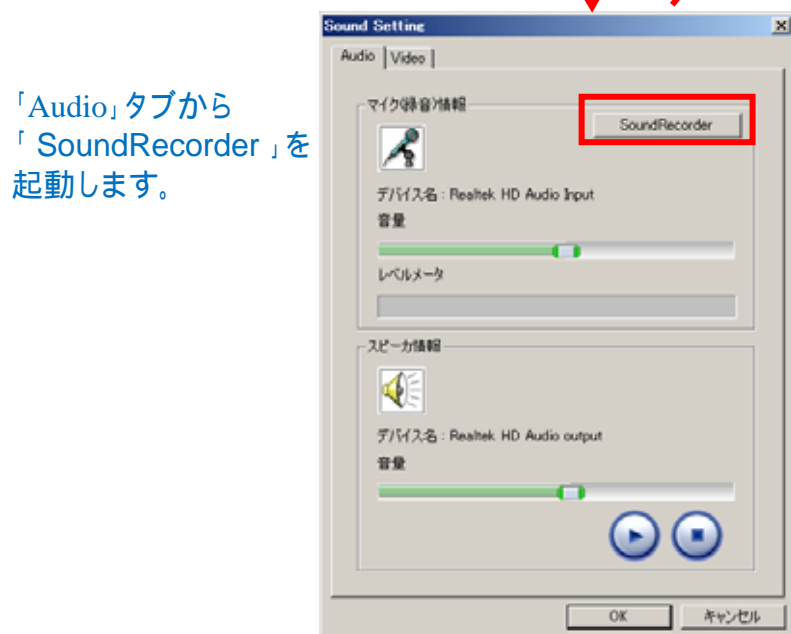 Sound Setting
Audio
Video
「Audio」タブから
「 SoundRecorder 」を
起動します。
マイク(録音)情報
SoundRecorder
デバイス名 : Realtek HD Audio Input
音量
レベルメータ
スピーカ情報
デバイス名 : Realtek HD Audio output
音量
OK
キャンセル